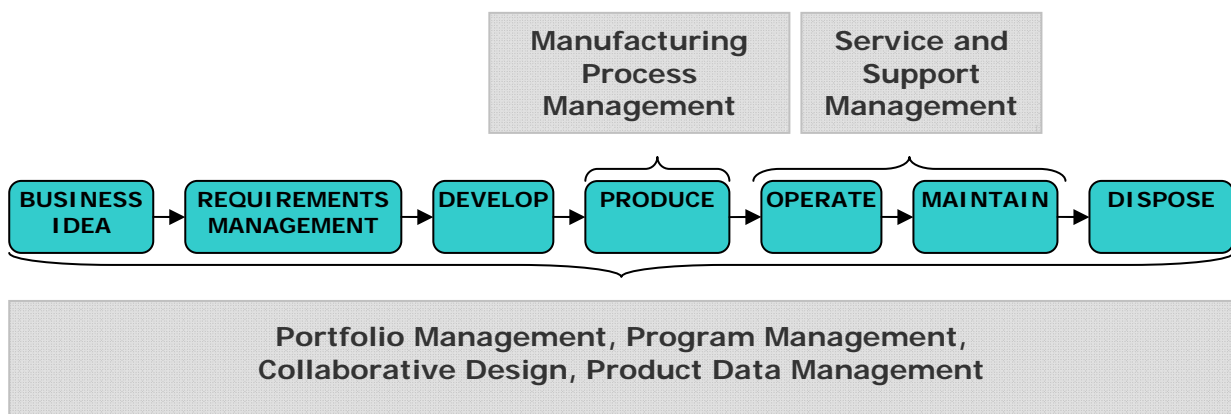 Manufacturing
Process
Management
Service and
Support
Management
BUSINESS
IDEA
REQUIREMENTS
MANAGEMENT
DEVELOP
PRODUCE
OPERATE
MAINTAIN
DISPOSE
Portfolio Management, Program Management,
Collaborative Design, Product Data Management